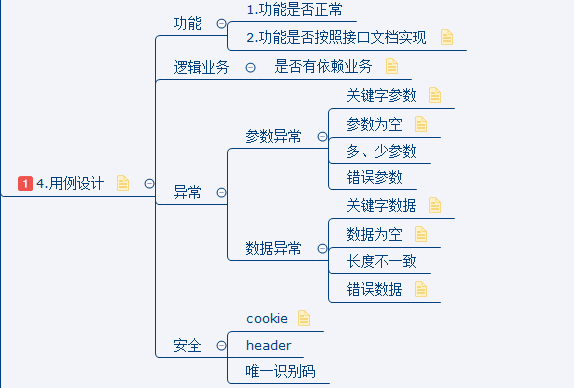 功能
1.功能是否正常
2.功能是否按照接口文档实现
逻辑业务
是否有依赖业务
1 4.用例设计
异常
参数异常
关键字参数
参数为空
多、少参数
错误参数
数据异常
关键字数据
数据为空
长度不一致
错误数据
安全
cookie
header
唯一识别码